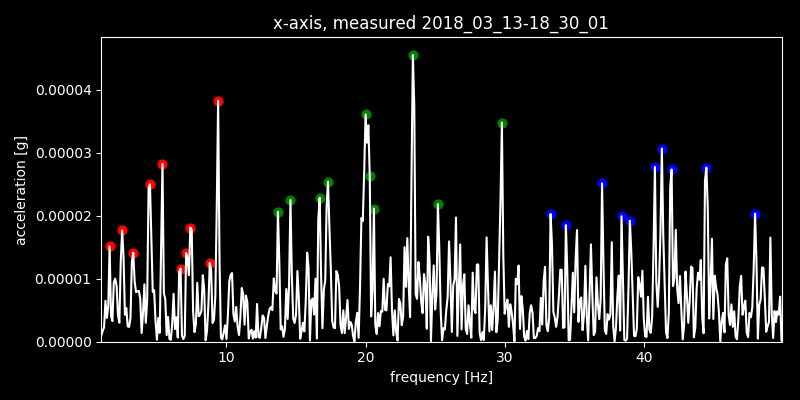 x-axis, measured 2018_03_13-18_30_01
0.00004
0.00003
0.00002
0.00001
0.00000
acceleration [g]
10 20 30 40
frequency [Hz]